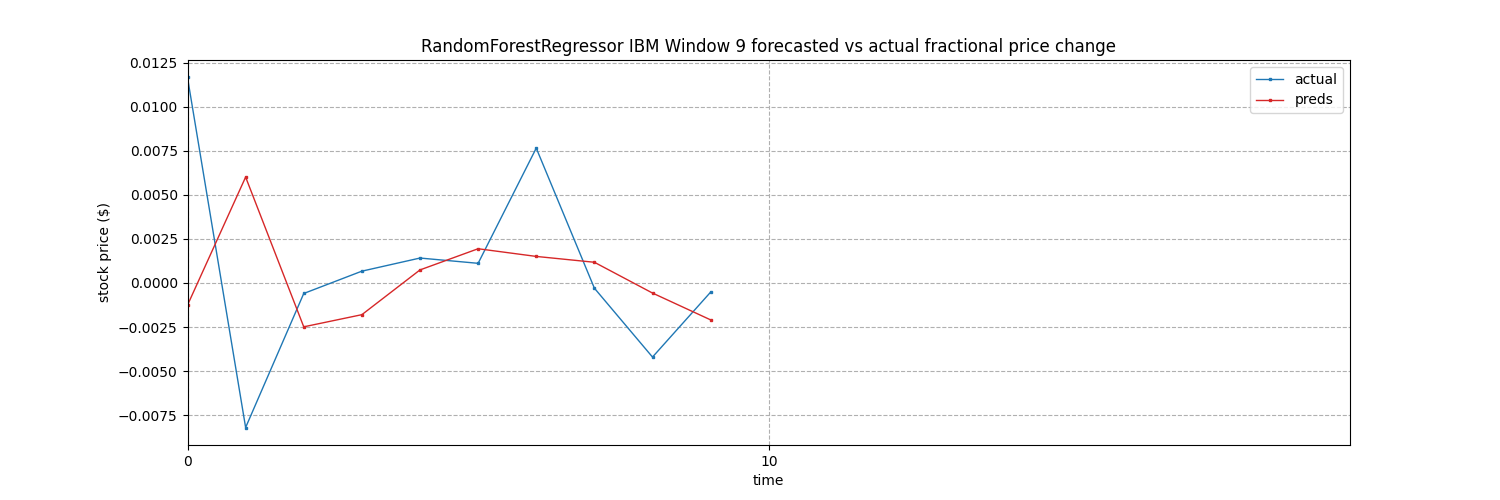 RandomForestRegressor IBM Window 9 forecasted vs actual fractional price change
0.0125
0.0100
0.0075
0.0050
0.0025
0.0000
−0.0025
−0.0050
−0.0075
stock price ($)
actual
preds
0
10
time